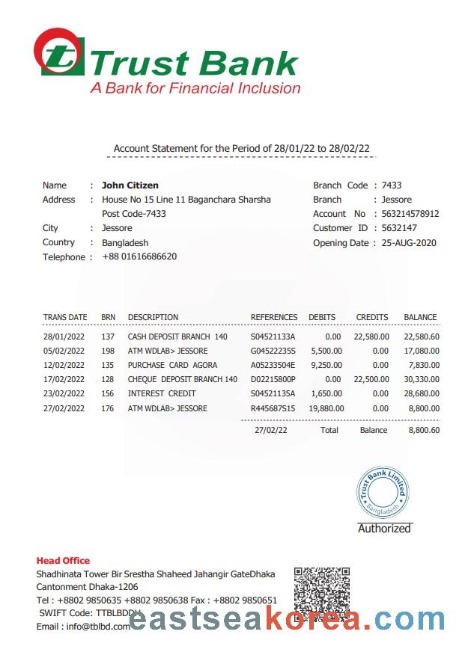 t Trust Bank
A Bank for Financial Inclusion
Account Statement for the Period of 28/01/22 to 28/02/22
Name : John Citizen Branch Code : 7433
Address : House No 15 Line 11 Baganchara Sharsha Branch : Jessore
Post Code-7433 Account No : 563214578912
City : Jessore Customer ID : 5632147
Country : Bangladesh Opening Date : 25-AUG-2020
Telephone : +88 01616686620
TRANS DATE BRN DESCRIPTION REFERENCES DEBITS CREDITS BALANCE
28/01/2022 137 CASH DEPOSIT BRANCH 140 S04521133A 0.00 22,580.00 22,580.60
05/02/2022 198 ATM WDLAB> JESSORE G04522235S 5,500.00 0.00 17,080.00
12/02/2022 135 PURCHASE CARD AGORA A05233504E 9,250.00 0.00 7,830.00
17/02/2022 128 CHEQUE DEPOSIT BRANCH 140 D02215800P 0.00 22,500.00 30,330.00
23/02/2022 156 INTEREST CREDIT S04521135A 1,650.00 0.00 28,680.00
27/02/2022 176 ATM WDLAB> JESSORE R445687S15 19,880.00 0.00 8,800.00
27/02/22 Total Balance 8,800.60
Trust Bank Limited
Bangladesh
Authorized
Head Office
Shadhinata Tower Bir Srestha Shaheed Jahangir GateDhaka
Cantonment Dhaka-1206
Tel : +8802 9850635 +8802 9850638 Fax : +8802 9850651
SWIFT Code: TTBLBDDH
Email : info@tblbd.com
eastseakorea.com